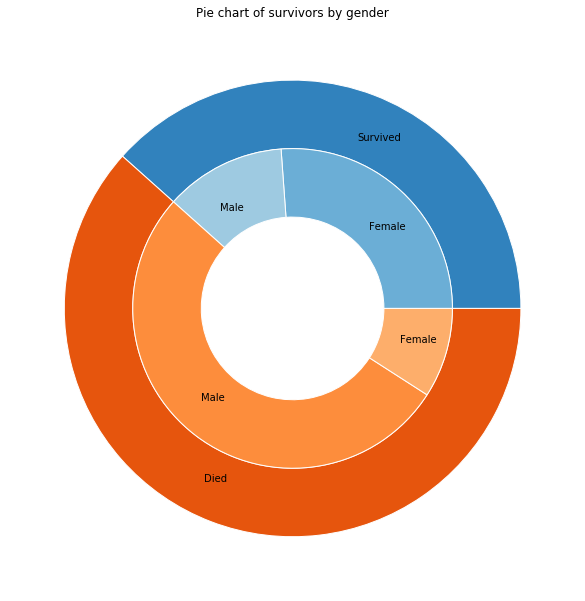 Pie chart of survivors by gender
Survived
Male
Female
Female
Male
Died